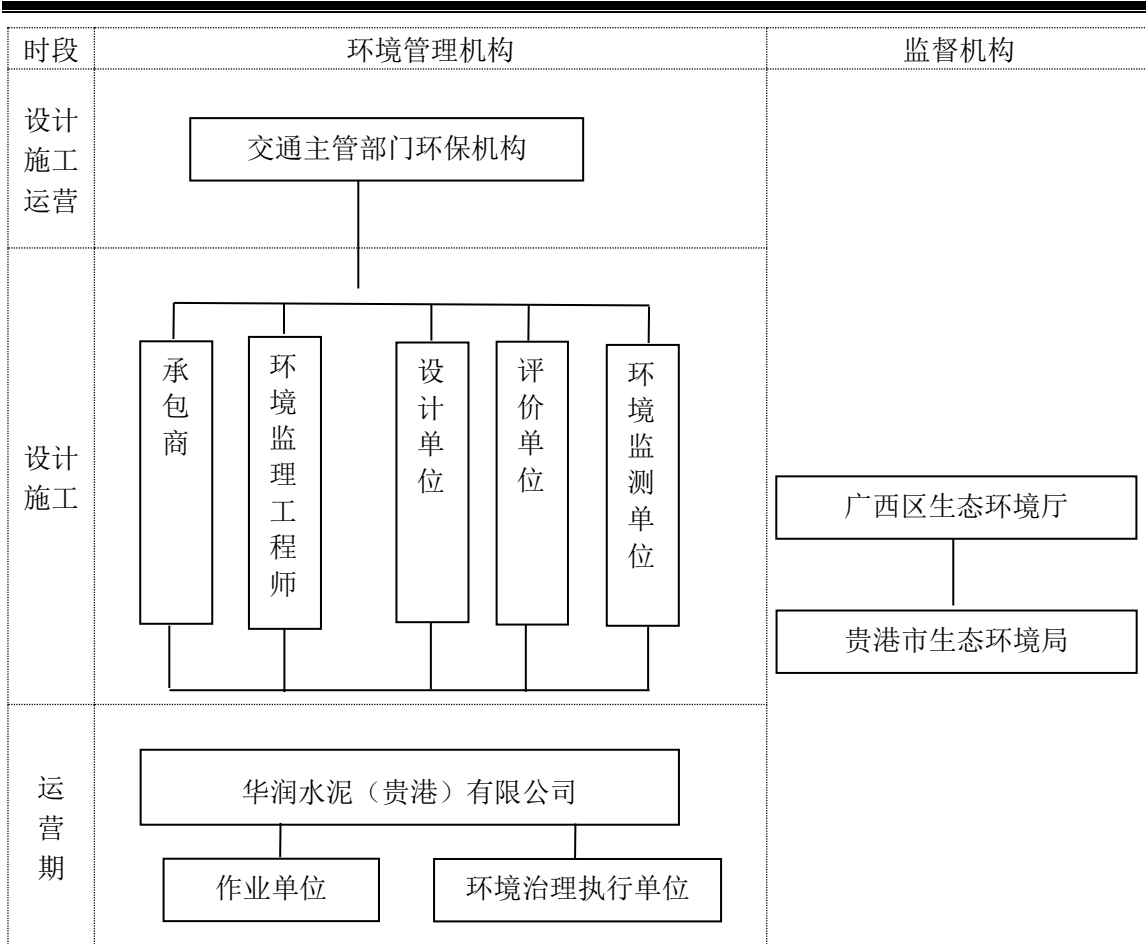 时段
环境管理机构
监督机构
设计
施工
运营
交通主管部门环保机构
设计
施工
承包商
环境监理工程师
设计单位
评价单位
环境监测单位
广西区生态环境厅
贵港市生态环境局
运营期
华润水泥（贵港）有限公司
作业单位
环境治理执行单位